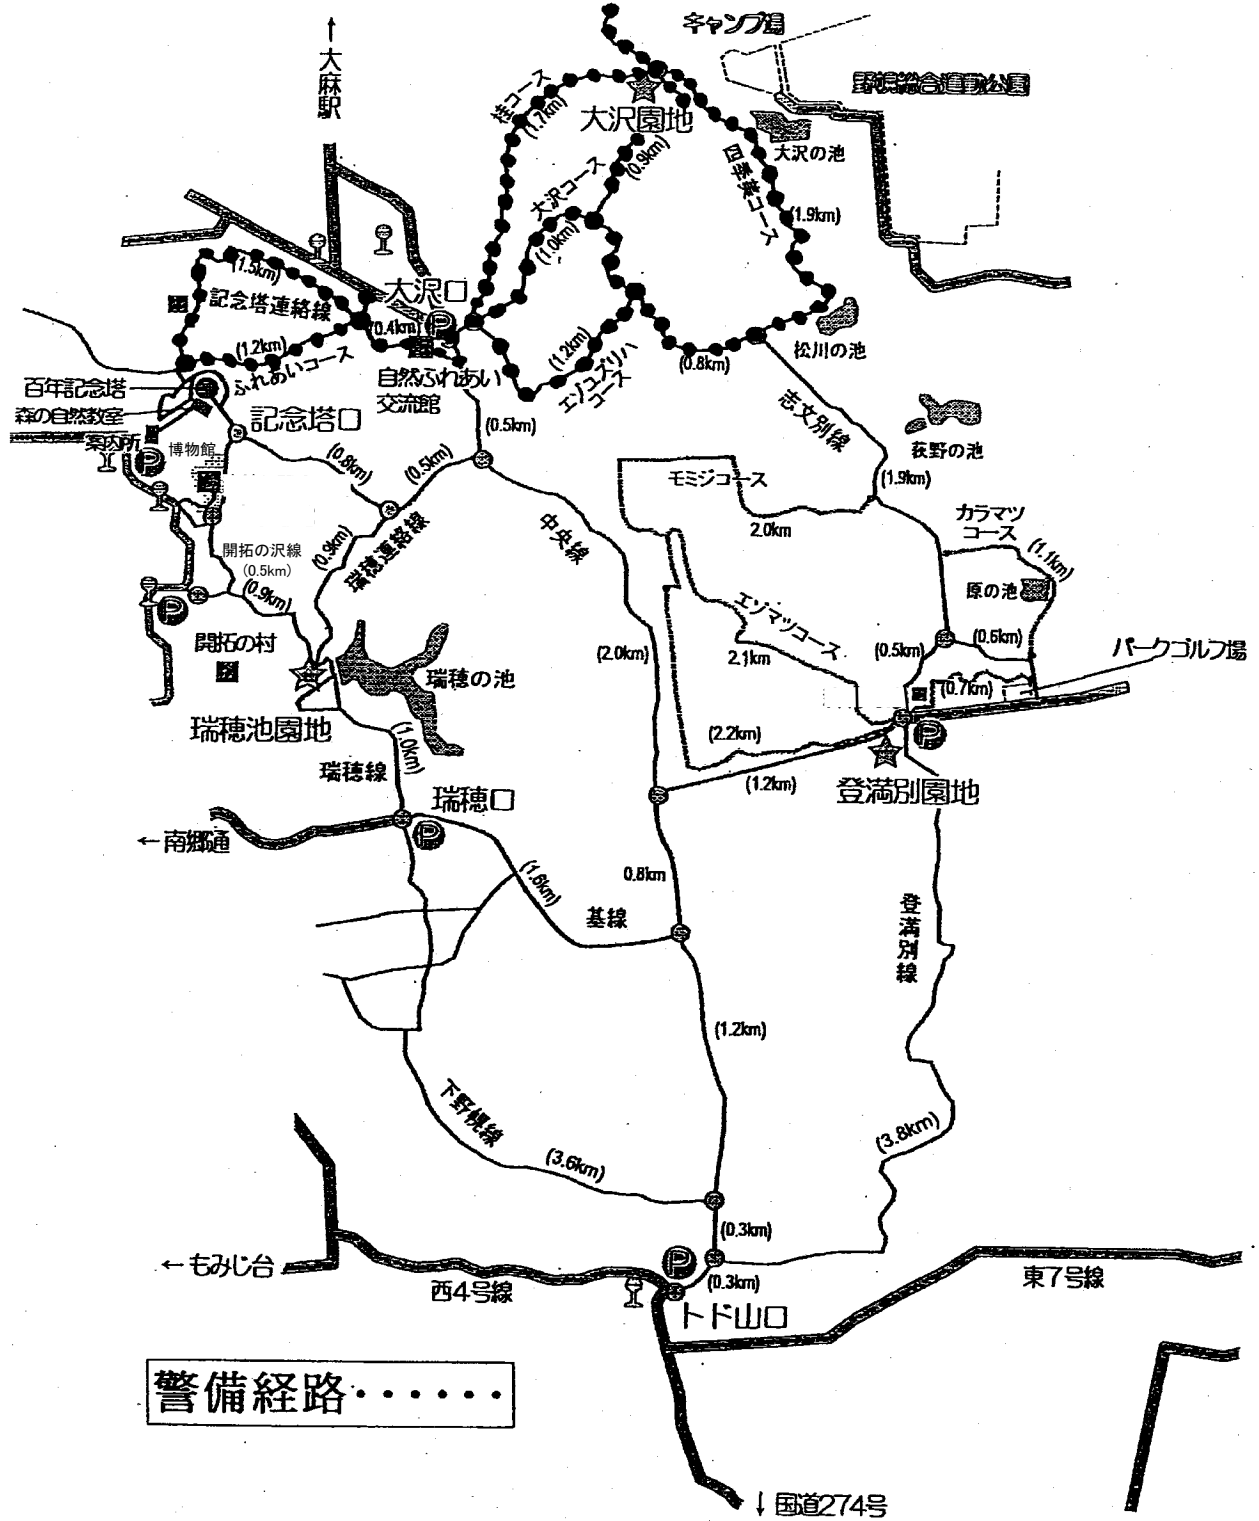 キャンプ場
↑
大麻駅
野幌総合運動公園
桂コース
(1.7km)
大沢園地
大沢の池
(0.9km)
四季美コース
大沢コース
(1.9km)
(1.0km)
(1.5km)
記念塔連絡線
大沢口
P
(0.4km)
松川の池
(1.2km)
(1.2km)
(0.8km)
ふれあいコース
エゾユズリハ
コース
自然ふれあい
交流館
百年記念塔
森の自然教室
記念塔口
志文別線
(0.5km)
案内所
P
博物館
荻野の池
(0.8km)
(0.5km)
モミジコース
(1.9km)
2.0km
カラマツ
コース
中央線
(0.9km)
瑞穂連絡線
開拓の沢線
(0.5km)
(0.9km)
(1.1km)
原の池
エゾマツコース
P
開拓の村
(2.0km)
2.1km
(0.5km)
(0.6km)
パークゴルフ場
瑞穂の池
(0.7km)
瑞穂池園地
(1.0km)
(2.2km)
P
瑞穂線
(1.2km)
登満別園地
瑞穂口
P
←南郷通
(1.6km)
0.8km
基線
登満別線
(1.2km)
下野幌線
(3.8km)
(3.6km)
(0.3km)
P
←もみじ台
西4号線
(0.3km)
東7号線
トド山口
警備経路・・・・・・
↓国道274号